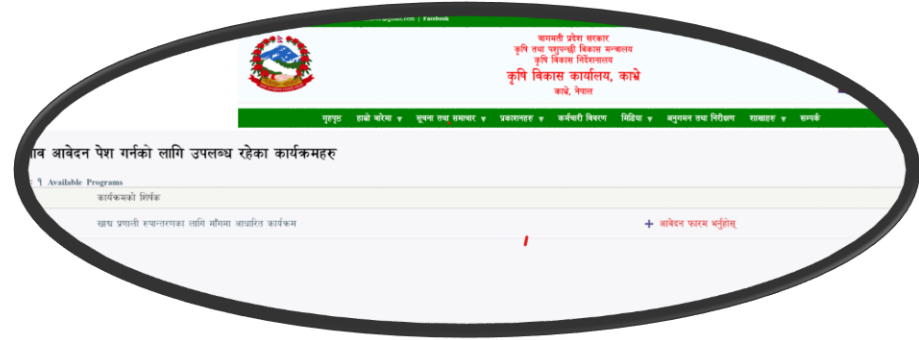 | Facebook
बागमती प्रदेश सरकार
कृषि तथा पशुपन्छी विकास मन्त्रालय
कृषि विकास निर्देशनालय
कृषि विकास कार्यालय, काभ्रे
काभ्रे, नेपाल
गृहपृष्ठ हाम्रो बारेमा सूचना तथा समाचार प्रकाशनहरु कर्मचारी विवरण मिडिया अनुगमन तथा निरीक्षण शाखाहरु सम्पर्क
आवेदन पेश गर्नको लागि उपलब्ध रहेका कार्यक्रमहरु
१ Available Programs
कार्यक्रमको शिर्षक
खाद्य प्रणाली रुपान्तरणका लागि माँगमा आधारित कार्यक्रम + आवेदन फारम भर्नुहोस्